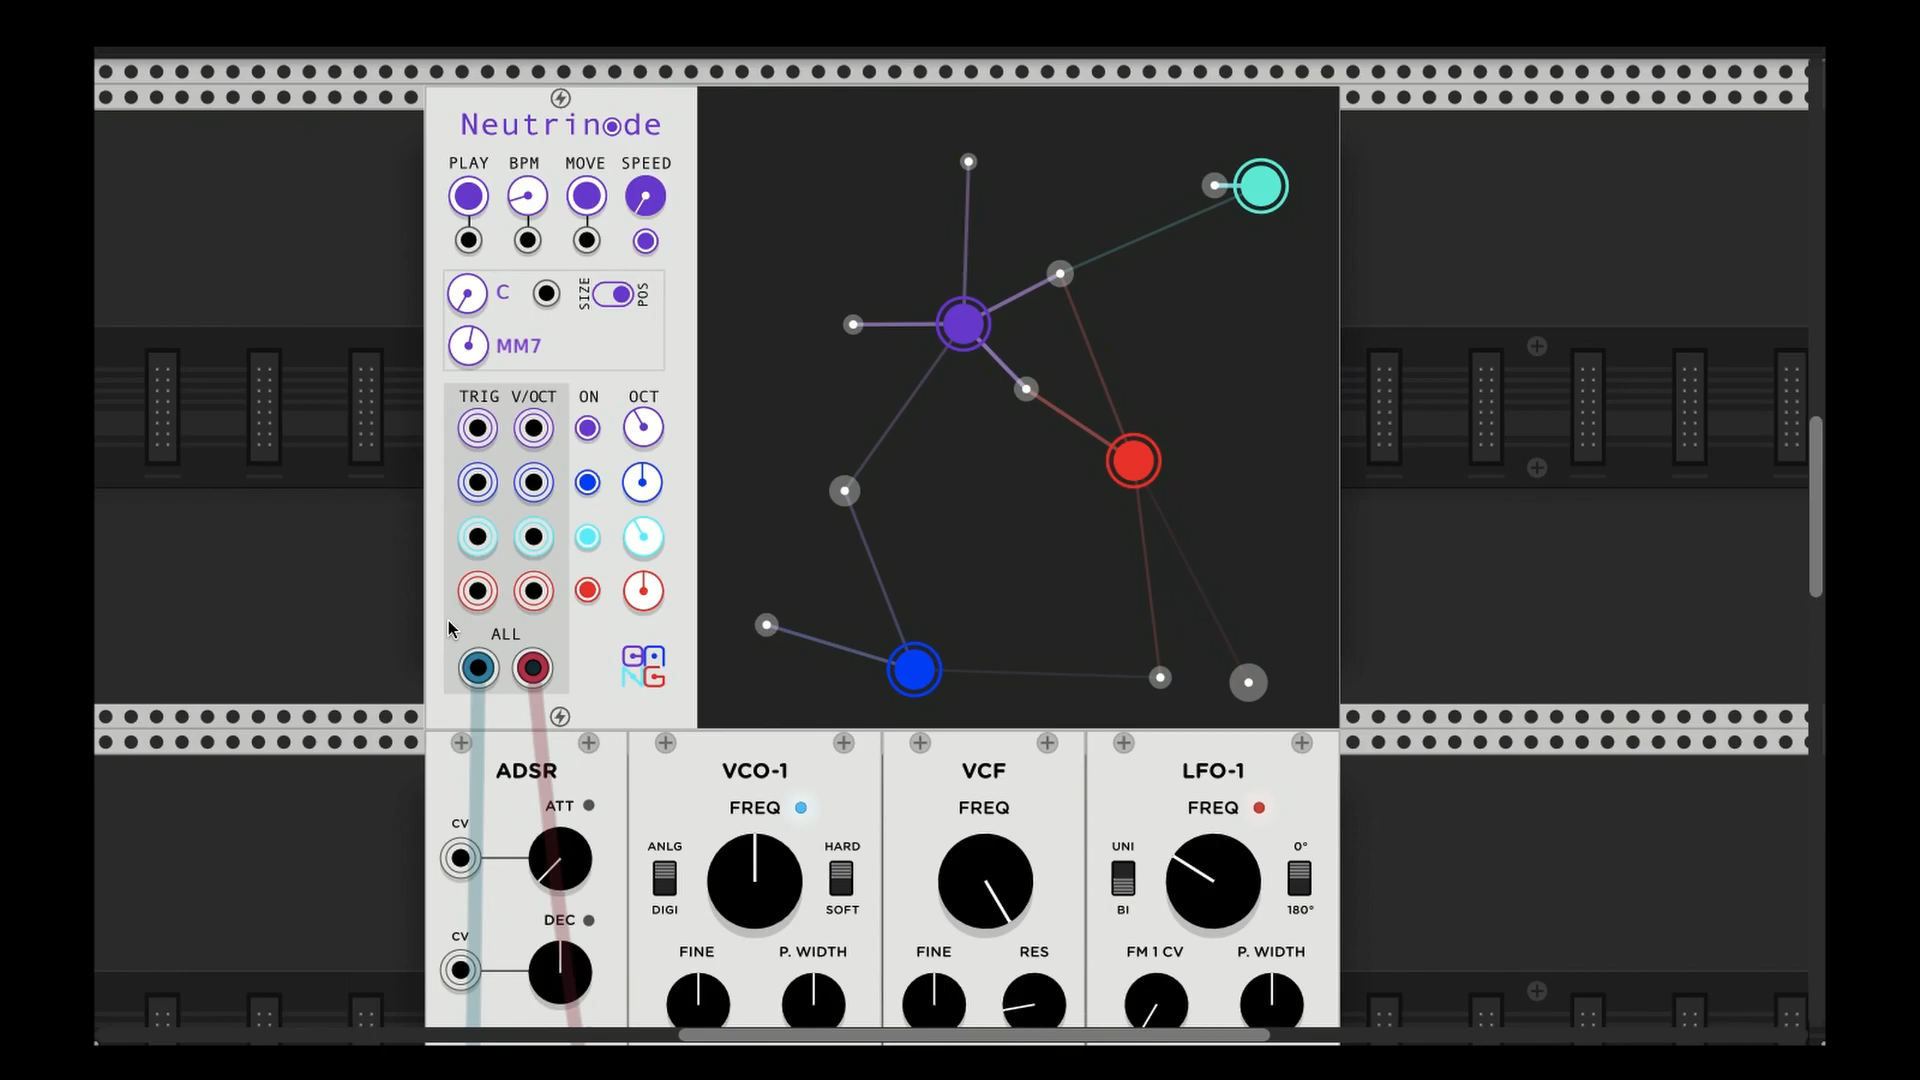 Neutrinode
PLAY BPM MOVE SPEED
C SIZE POS
MM7
TRIG V/OCT ON OCT
ALL
GANG
ADSR VCO-1 VCF LFO-1
ATT FREQ FREQ FREQ
CV ANLG HARD UNI 0°
DIGI SOFT BI 180°
DEC
CV FINE P. WIDTH FINE RES FM 1 CV P. WIDTH